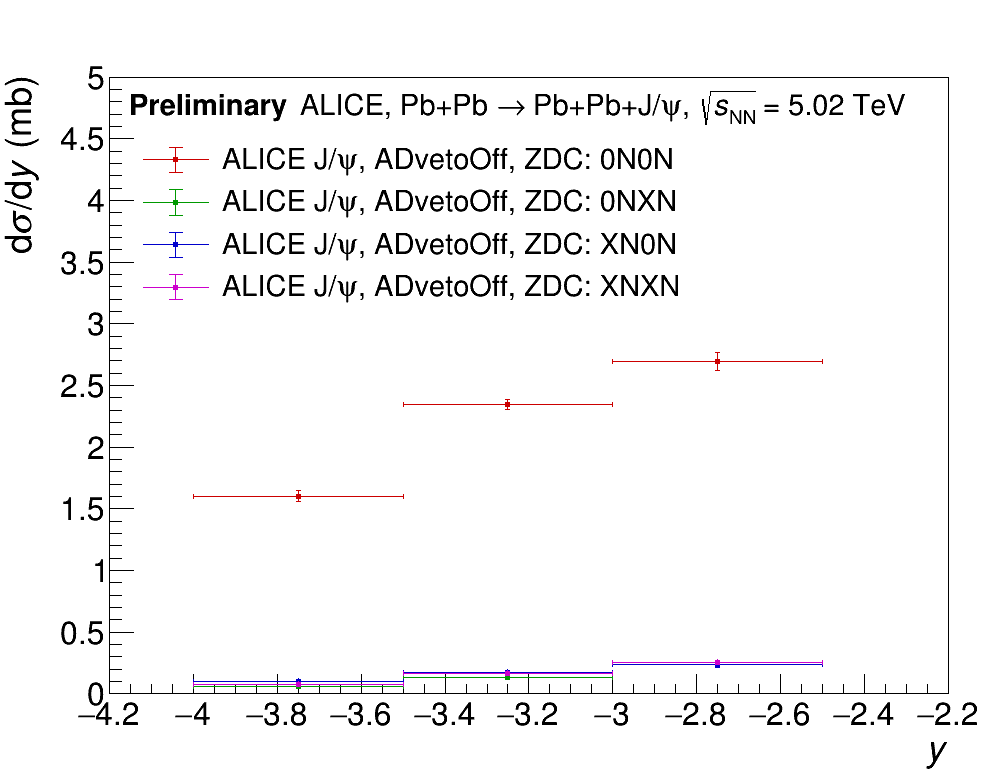 dσ/dy (mb)
Preliminary ALICE, Pb+Pb → Pb+Pb+J/ψ, √sNN = 5.02 TeV
ALICE J/ψ, ADvetoOff, ZDC: 0N0N
ALICE J/ψ, ADvetoOff, ZDC: 0NXN
ALICE J/ψ, ADvetoOff, ZDC: XN0N
ALICE J/ψ, ADvetoOff, ZDC: XNXN
5
4.5
4
3.5
3
2.5
2
1.5
1
0.5
0
−4.2 −4 −3.8 −3.6 −3.4 −3.2 −3 −2.8 −2.6 −2.4 −2.2
y